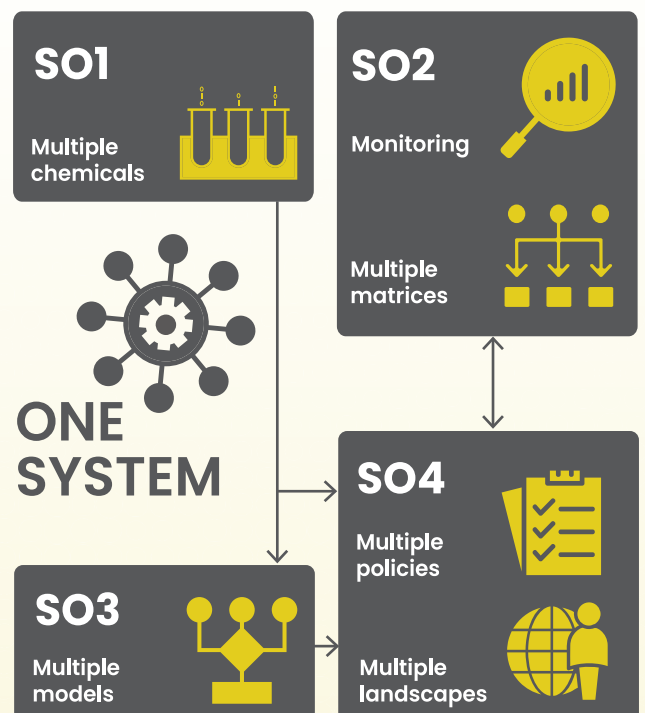 SO1
Multiple
chemicals
SO2
Monitoring
Multiple
matrices
ONE
SYSTEM
SO3
Multiple
models
SO4
Multiple
policies
Multiple
landscapes